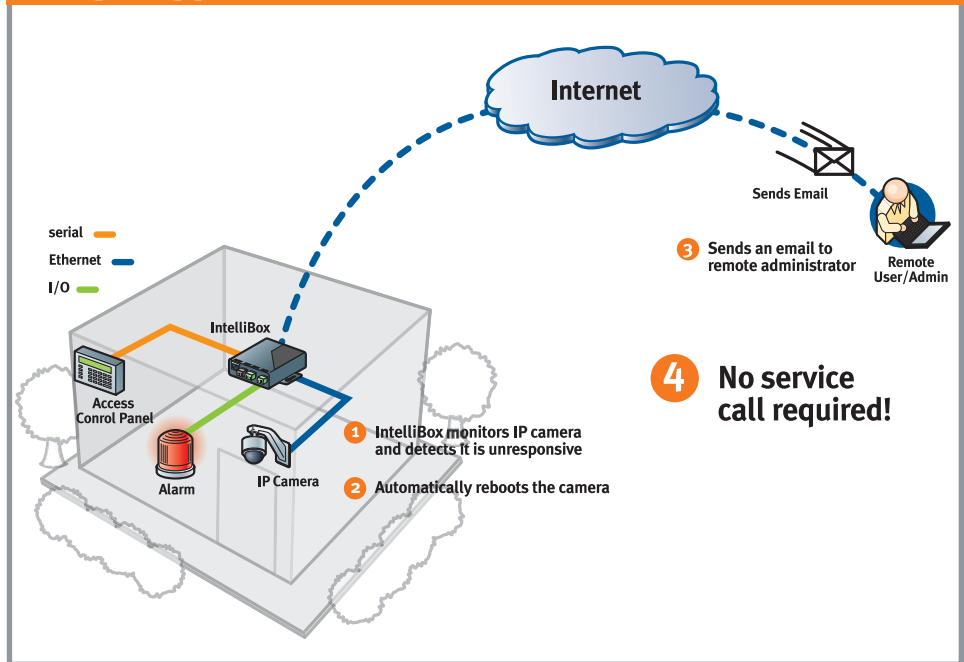 Internet
Sends Email
3 Sends an email to
remote administrator
Remote
User/Admin
serial
Ethernet
I/O
IntelliBox
Access
Conrol Panel
Alarm
IP Camera
1 IntelliBox monitors IP camera
and detects it is unresponsive
2 Automatically reboots the camera
4 No service
call required!